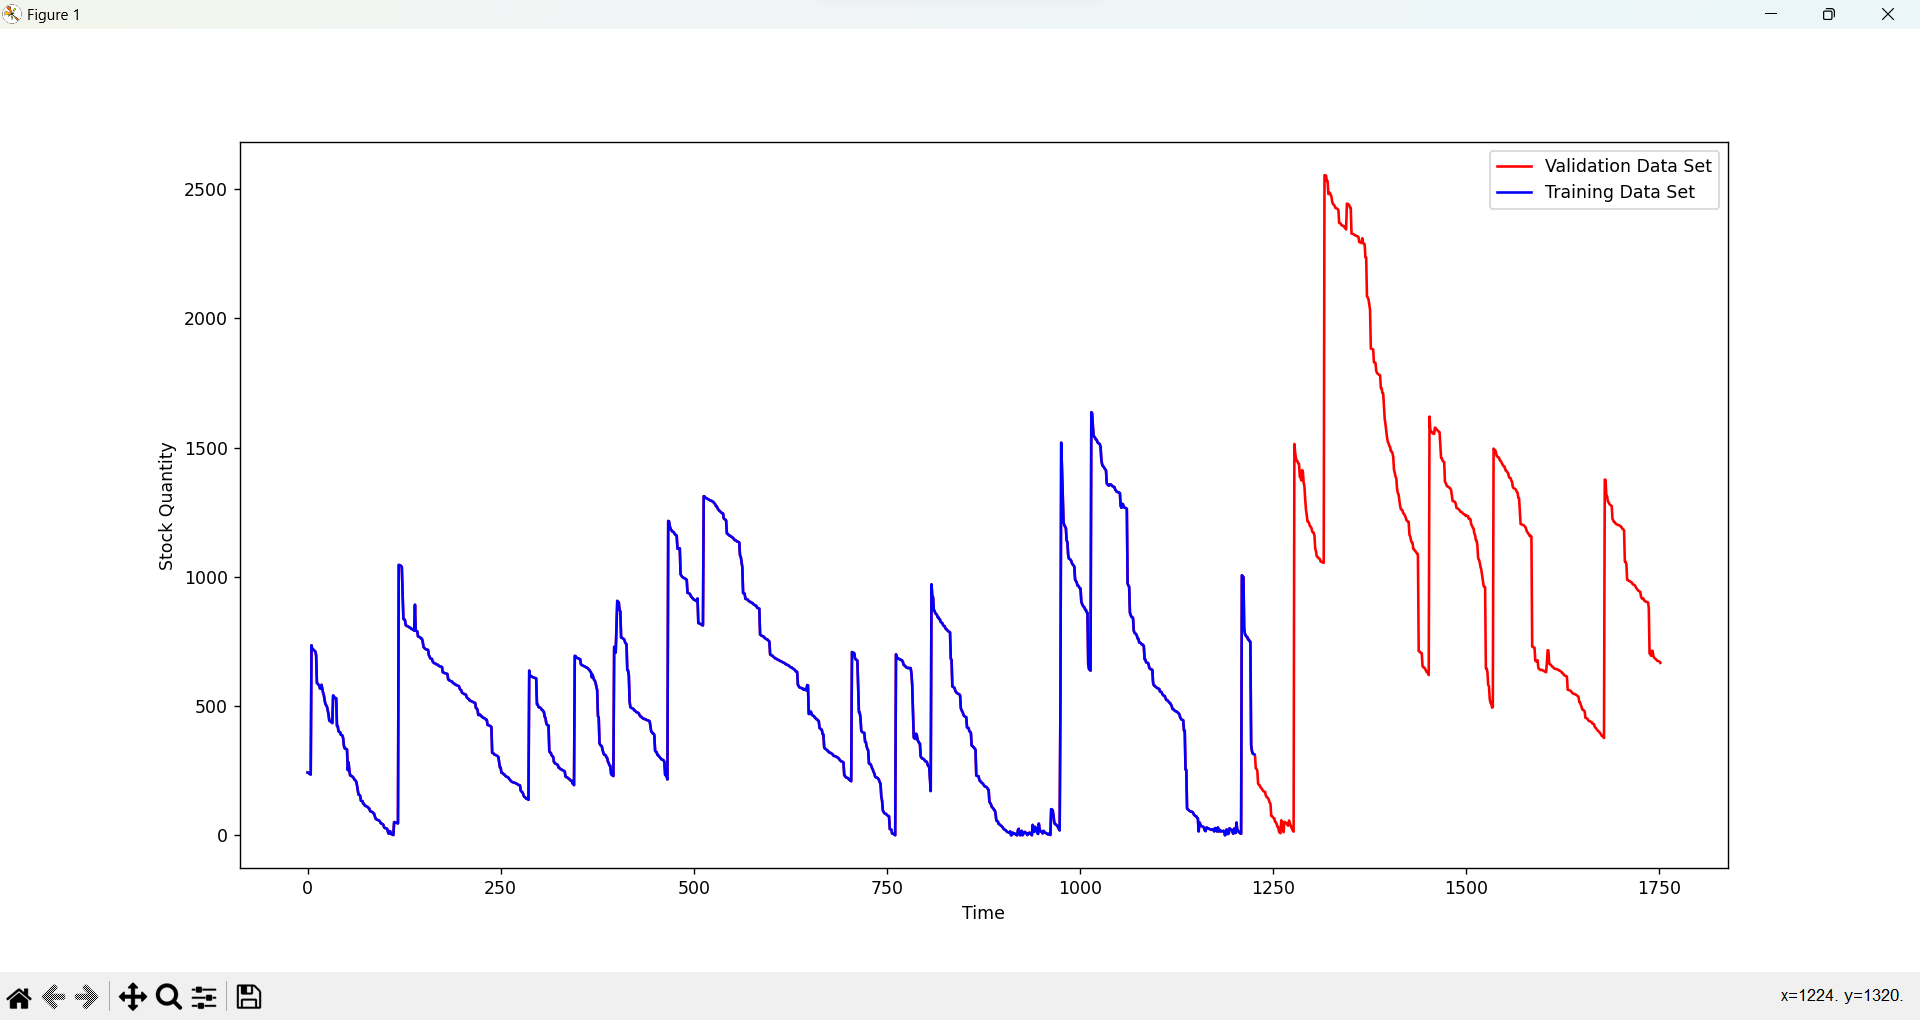 Figure 1
Validation Data Set
Training Data Set
2500
2000
1500
1000
500
0
Stock Quantity
0 250 500 750 1000 1250 1500 1750
Time
x=1224. y=1320.